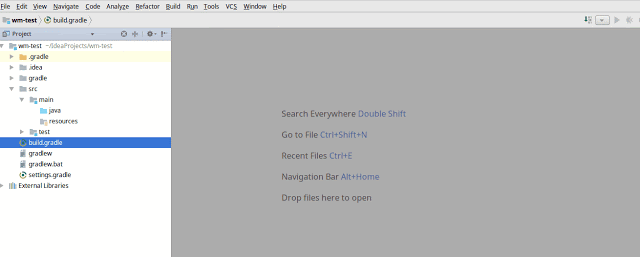 File Edit View Navigate Code Analyze Refactor Build Run Tools VCS Window Help
wm-test build.gradle
Project
wm-test ~/IdeaProjects/wm-test
.gradle
.idea
gradle
src
main
java
resources
test
build.gradle
gradlew
gradlew.bat
settings.gradle
External Libraries
Search Everywhere Double Shift
Go to File Ctrl+Shift+N
Recent Files Ctrl+E
Navigation Bar Alt+Home
Drop files here to open